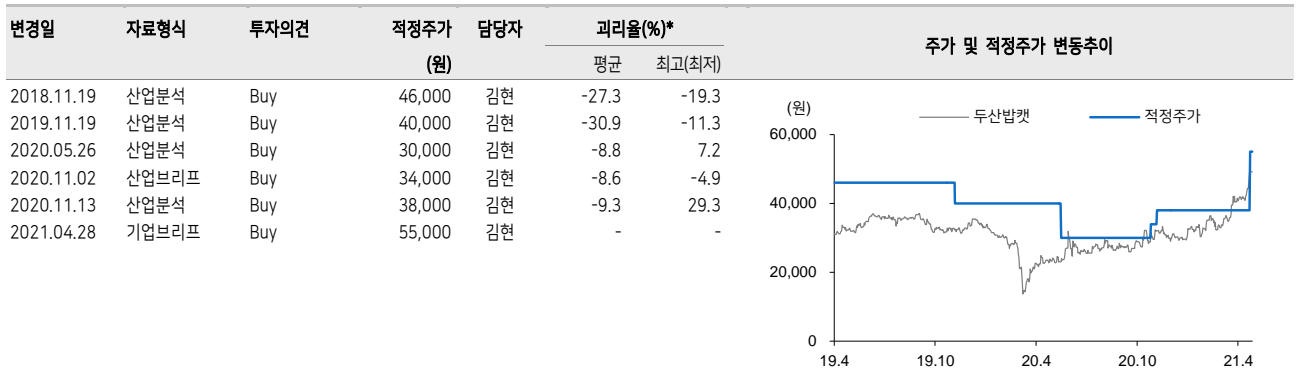 변경일 자료형식 투자의견 적정주가 담당자 괴리율(%)* 주가 및 적정주가 변동추이
(원) 평균 최고(최저)
2018.11.19 산업분석 Buy 46,000 김현 -27.3 -19.3
2019.11.19 산업분석 Buy 40,000 김현 -30.9 -11.3
2020.05.26 산업분석 Buy 30,000 김현 -8.8 7.2
2020.11.02 산업브리프 Buy 34,000 김현 -8.6 -4.9
2020.11.13 산업분석 Buy 38,000 김현 -9.3 29.3
2021.04.28 기업브리프 Buy 55,000 김현 - -
(원) 두산밥캣 적정주가
60,000
40,000
20,000
0
19.4 19.10 20.4 20.10 21.4